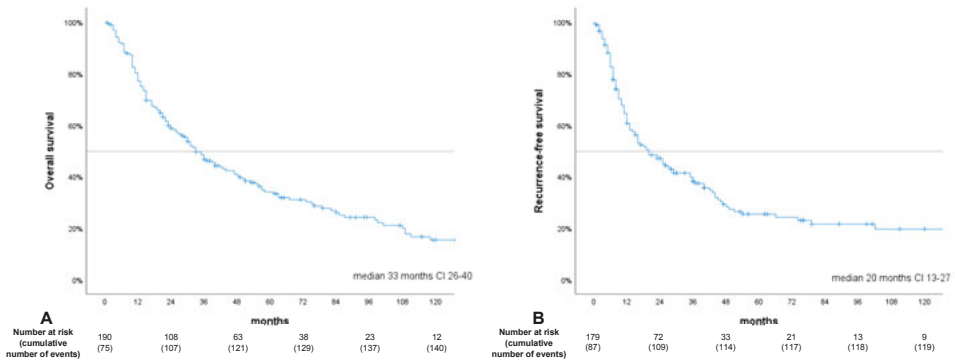 100%
80%
60%
40%
20%
0%
Overall survival
median 33 months CI 26-40
0 12 24 36 48 60 72 84 96 108 120
months
A
Number at risk
(cumulative
number of events)
190 108 63 38 23 12
(75) (107) (121) (129) (137) (140)
100%
80%
60%
40%
20%
0%
Recurrence-free survival
median 20 months CI 13-27
0 12 24 36 48 60 72 84 96 108 120
months
B
Number at risk
(cumulative
number of events)
179 72 33 21 13 9
(87) (109) (114) (117) (118) (119)